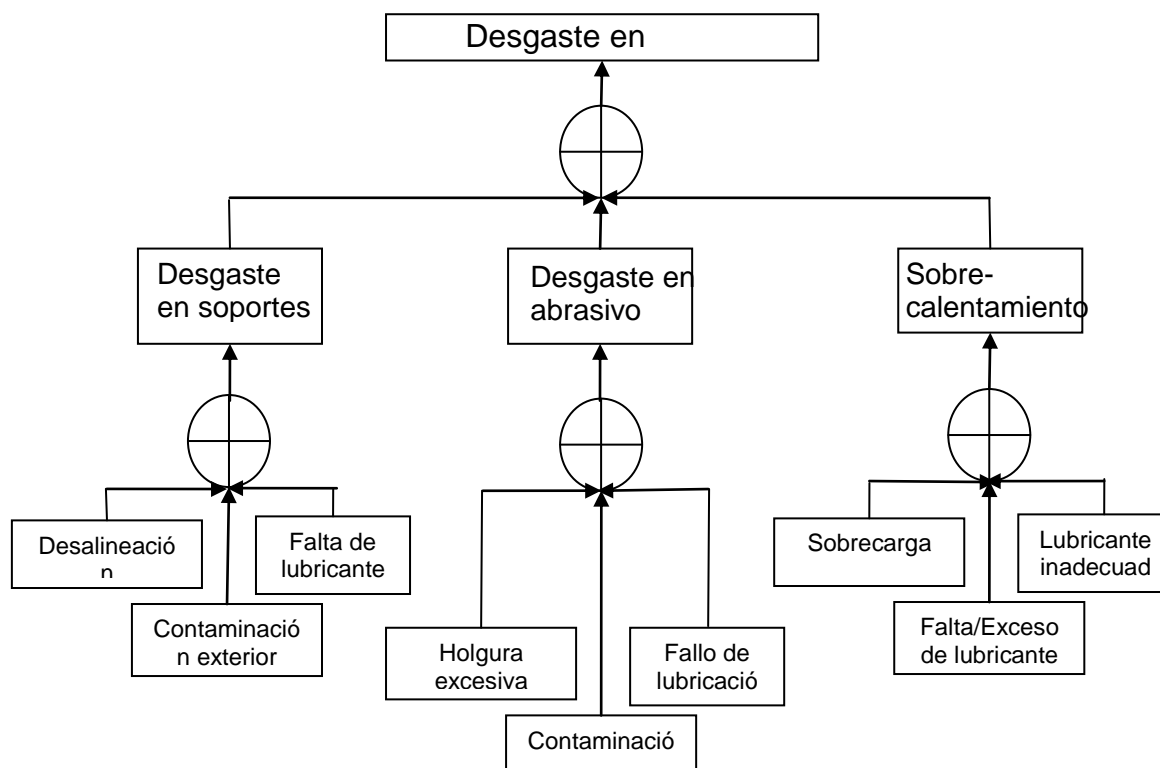 Desgaste en
Desgaste
en soportes
Desgaste en
abrasivo
Sobre-
calentamiento
Desalineació
n
Falta de
lubricante
Contaminació
n exterior
Holgura
excesiva
Fallo de
lubricació
Contaminació
Sobrecarga
Lubricante
inadecuad
Falta/Exceso
de lubricante